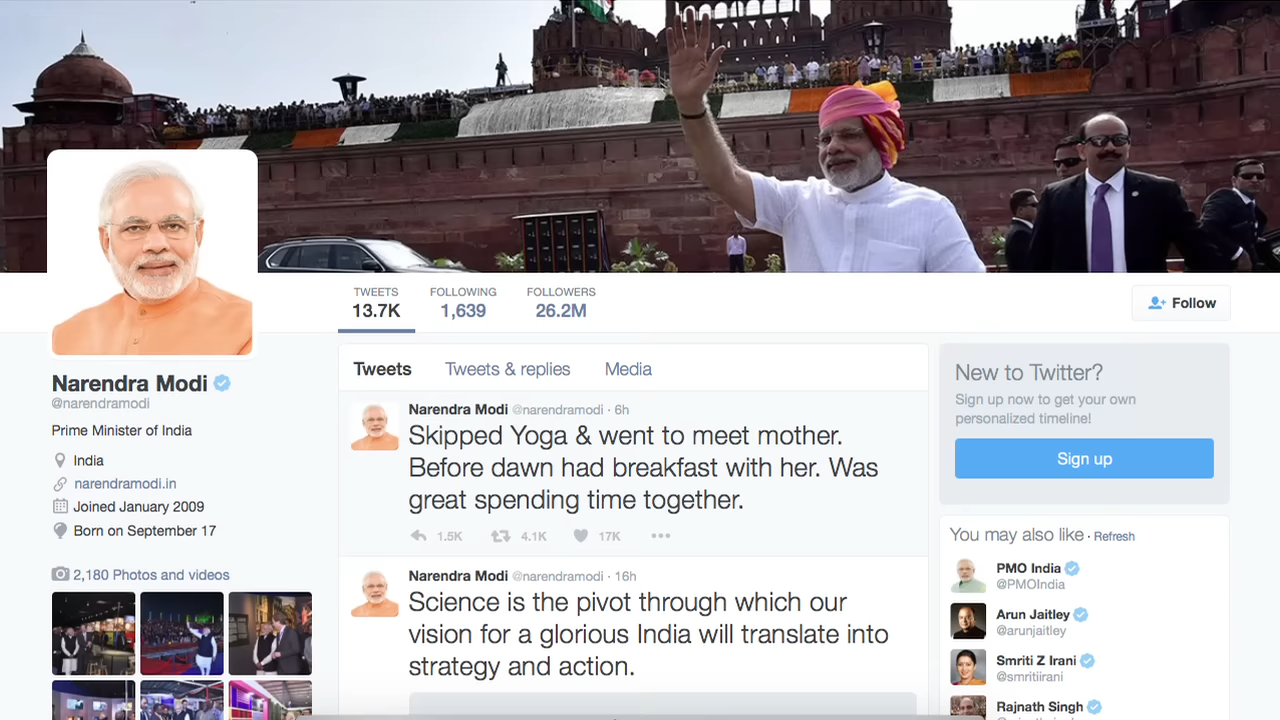 TWEETS
13.7K
FOLLOWING
1,639
FOLLOWERS
26.2M
Follow
Narendra Modi
@narendramodi
Prime Minister of India
India
narendramodi.in
Joined January 2009
Born on September 17
2,180 Photos and videos
Tweets
Tweets & replies
Media
Narendra Modi @narendramodi · 6h
Skipped Yoga & went to meet mother.
Before dawn had breakfast with her. Was
great spending time together.
1.5K
4.1K
17K
Narendra Modi @narendramodi · 16h
Science is the pivot through which our
vision for a glorious India will translate into
strategy and action.
New to Twitter?
Sign up now to get your own
personalized timeline!
Sign up
You may also like · Refresh
PMO India
@PMOIndia
Arun Jaitley
@arunjaitley
Smriti Z Irani
@smritiirani
Rajnath Singh